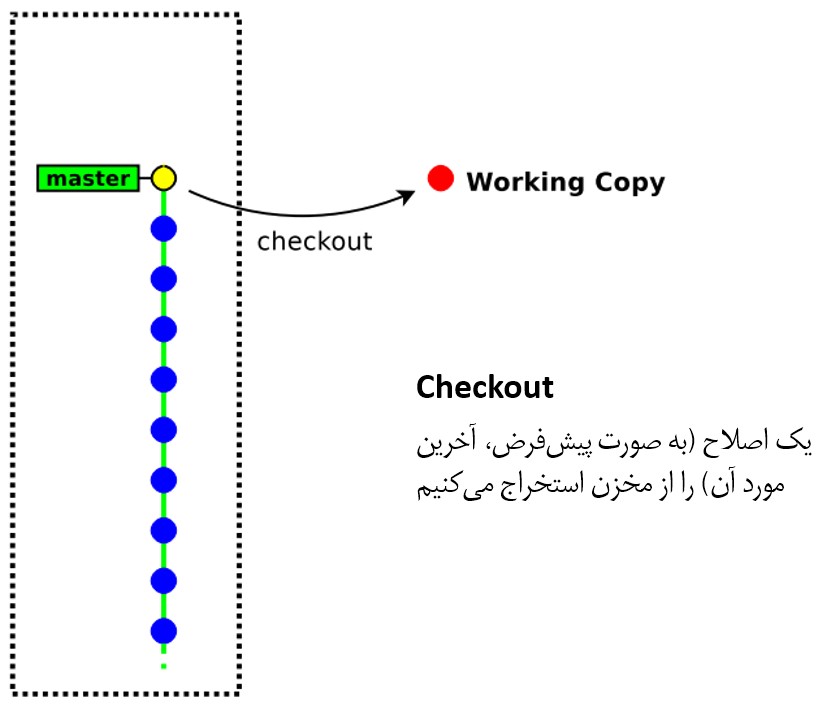 master
Working Copy
checkout
Checkout
یک اصلاح (به صورت پیش‌فرض، آخرین
مورد آن) را از مخزن استخراج می‌کنیم